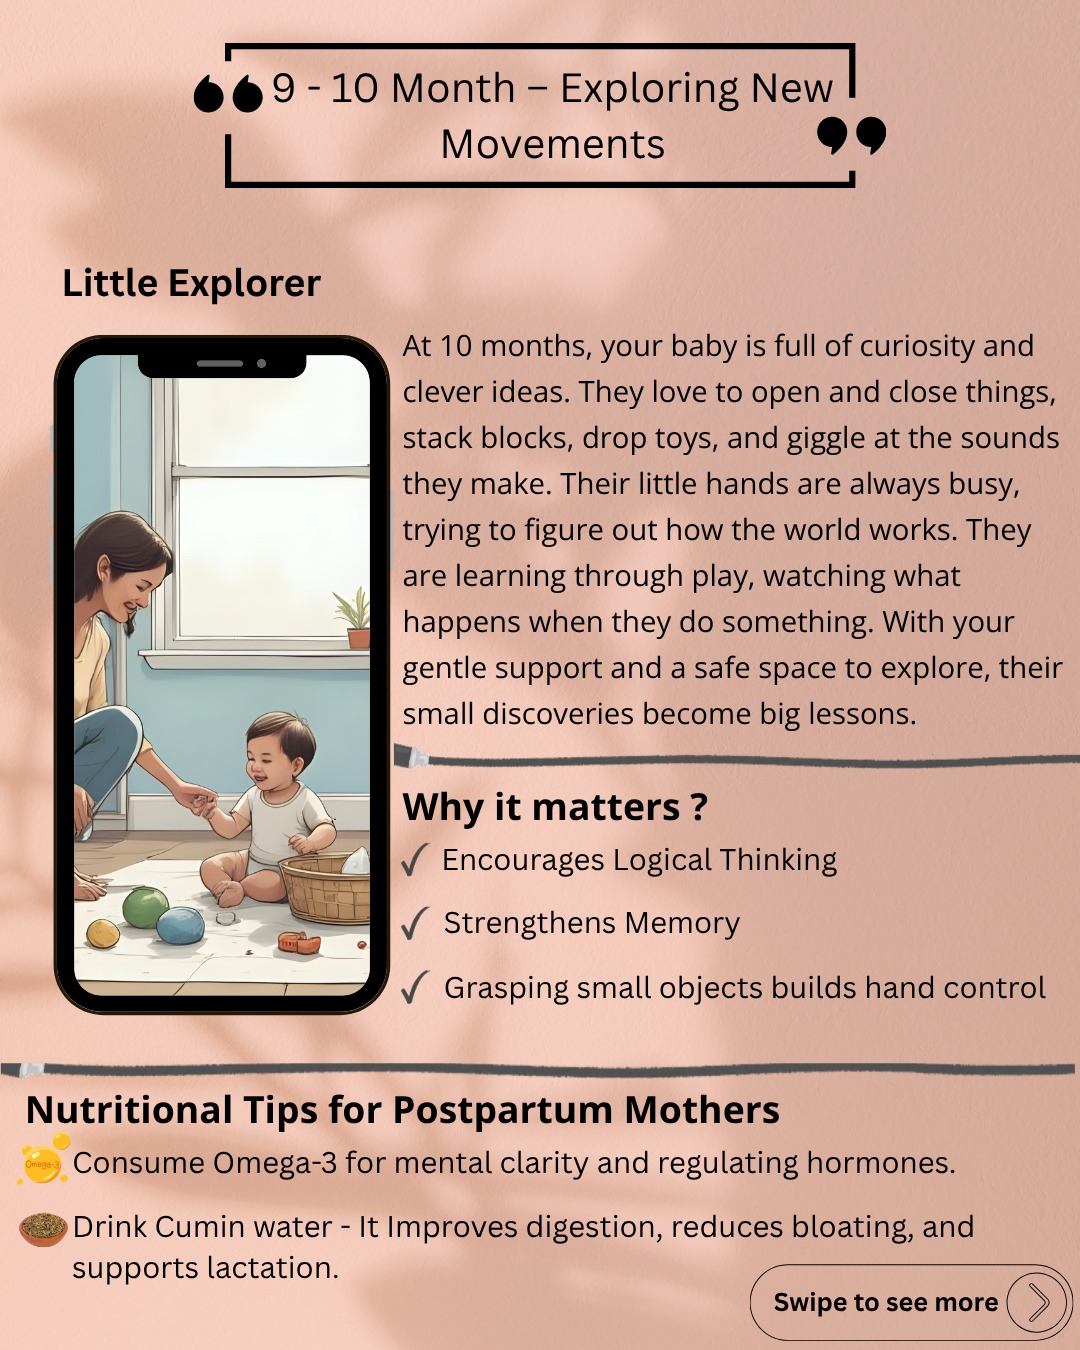 9 - 10 Month – Exploring New
Movements
Little Explorer
At 10 months, your baby is full of curiosity and
clever ideas. They love to open and close things,
stack blocks, drop toys, and giggle at the sounds
they make. Their little hands are always busy,
trying to figure out how the world works. They
are learning through play, watching what
happens when they do something. With your
gentle support and a safe space to explore, their
small discoveries become big lessons.
Why it matters ?
Encourages Logical Thinking
Strengthens Memory
Grasping small objects builds hand control
Nutritional Tips for Postpartum Mothers
Omega-3
Consume Omega-3 for mental clarity and regulating hormones.
Drink Cumin water - It Improves digestion, reduces bloating, and
supports lactation.
Swipe to see more